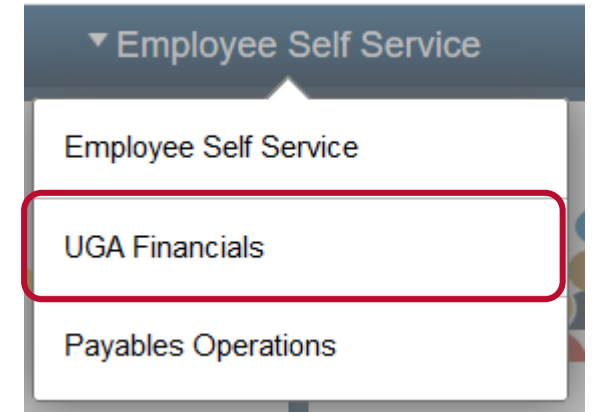 Employee Self Service
Employee Self Service
UGA Financials
Payables Operations